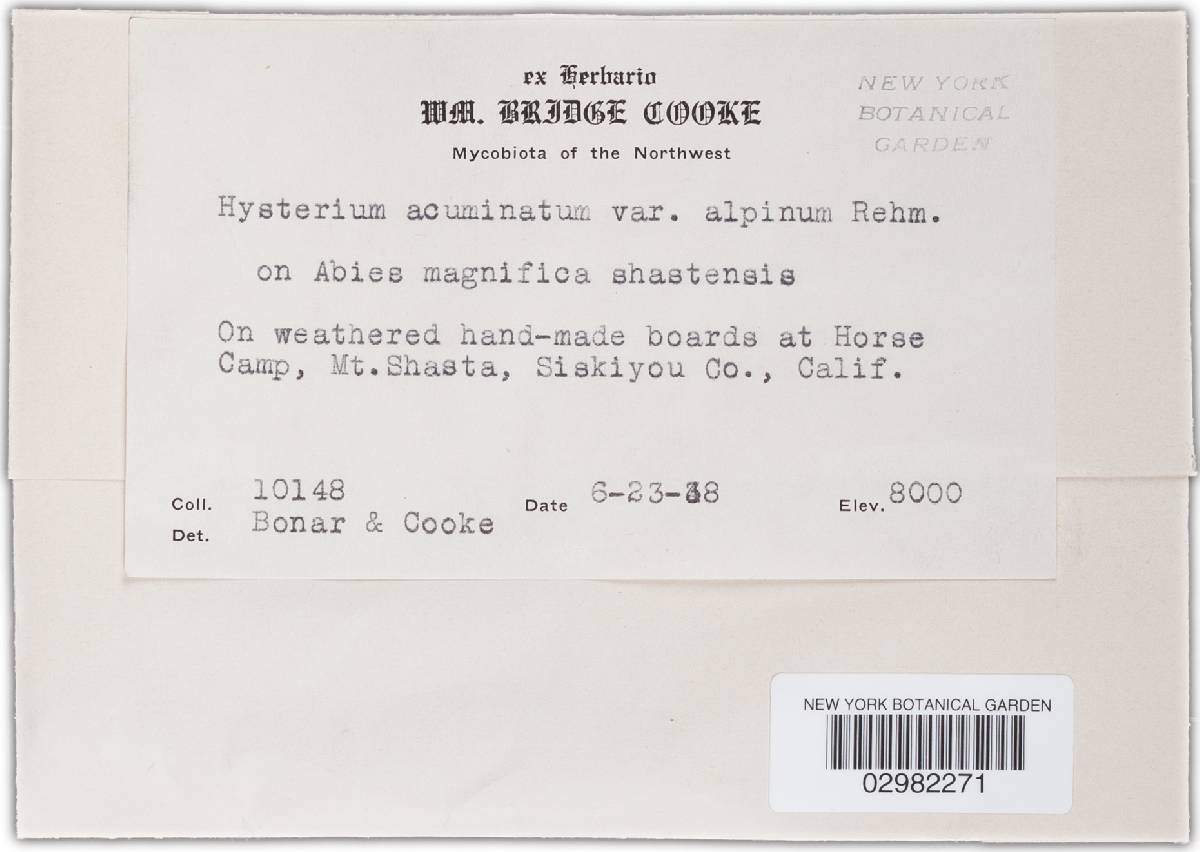 ex Herbario
WM. BRIDGE COOKE
Mycobiota of the Northwest
NEW YORK
BOTANICAL
GARDEN
Hysterium acuminatum var. alpinum Rehm.
on Abies magnifica shastensis
On weathered hand-made boards at Horse
Camp, Mt.Shasta, Siskiyou Co., Calif.
Coll. 10148
Det. Bonar & Cooke
Date
Elev. 8000
NEW YORK BOTANICAL GARDEN
02982271